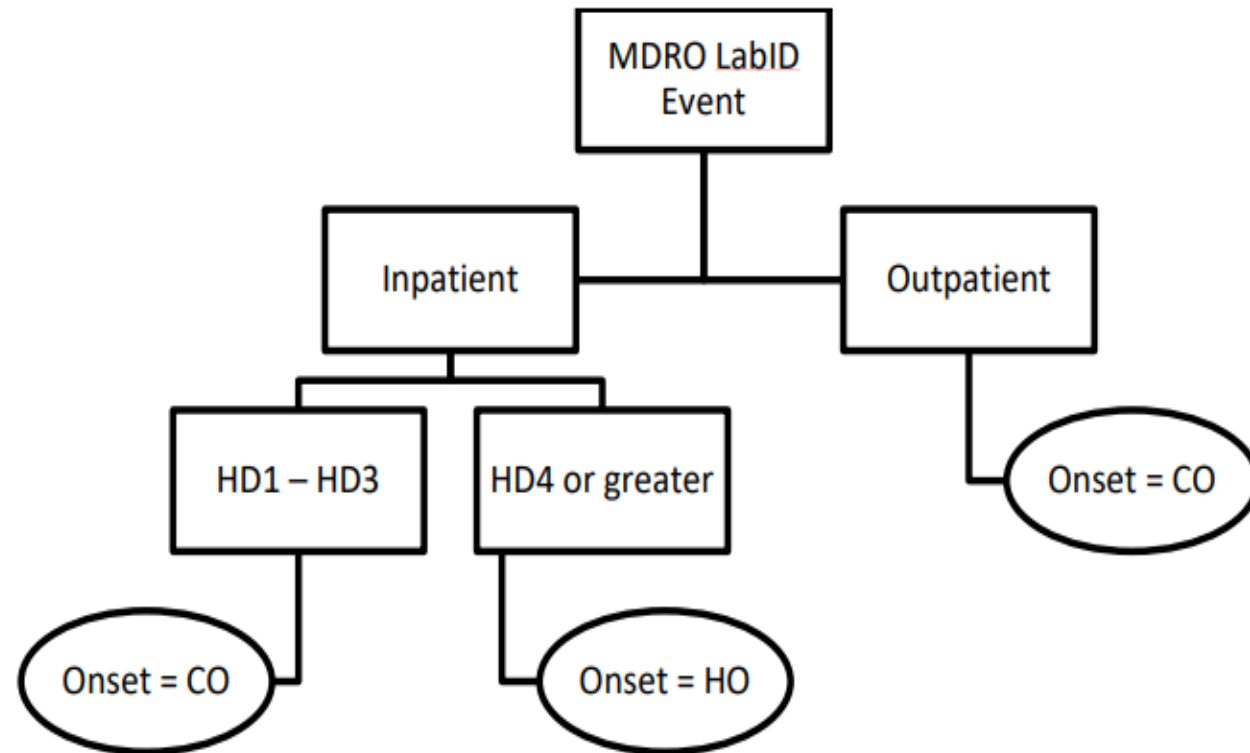 MDRO LabID
Event
Inpatient
Outpatient
HD1 – HD3
HD4 or greater
Onset = CO
Onset = CO
Onset = HO